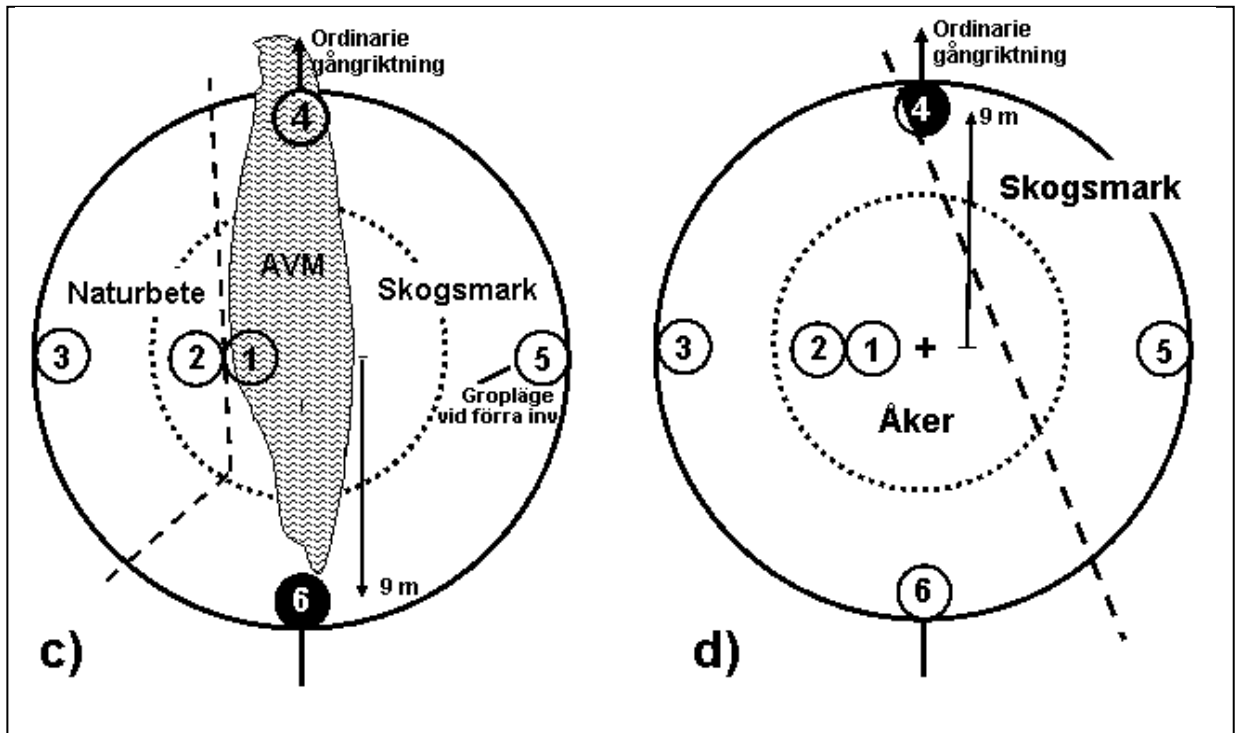 Ordinarie
gångriktning
4
AVM
Naturbete
Skogsmark
3
2
1
5
Gropläge
vid förra inv
9 m
6
c)
Ordinarie
gångriktning
4
9 m
Skogsmark
3
2
1
5
Åker
6
d)